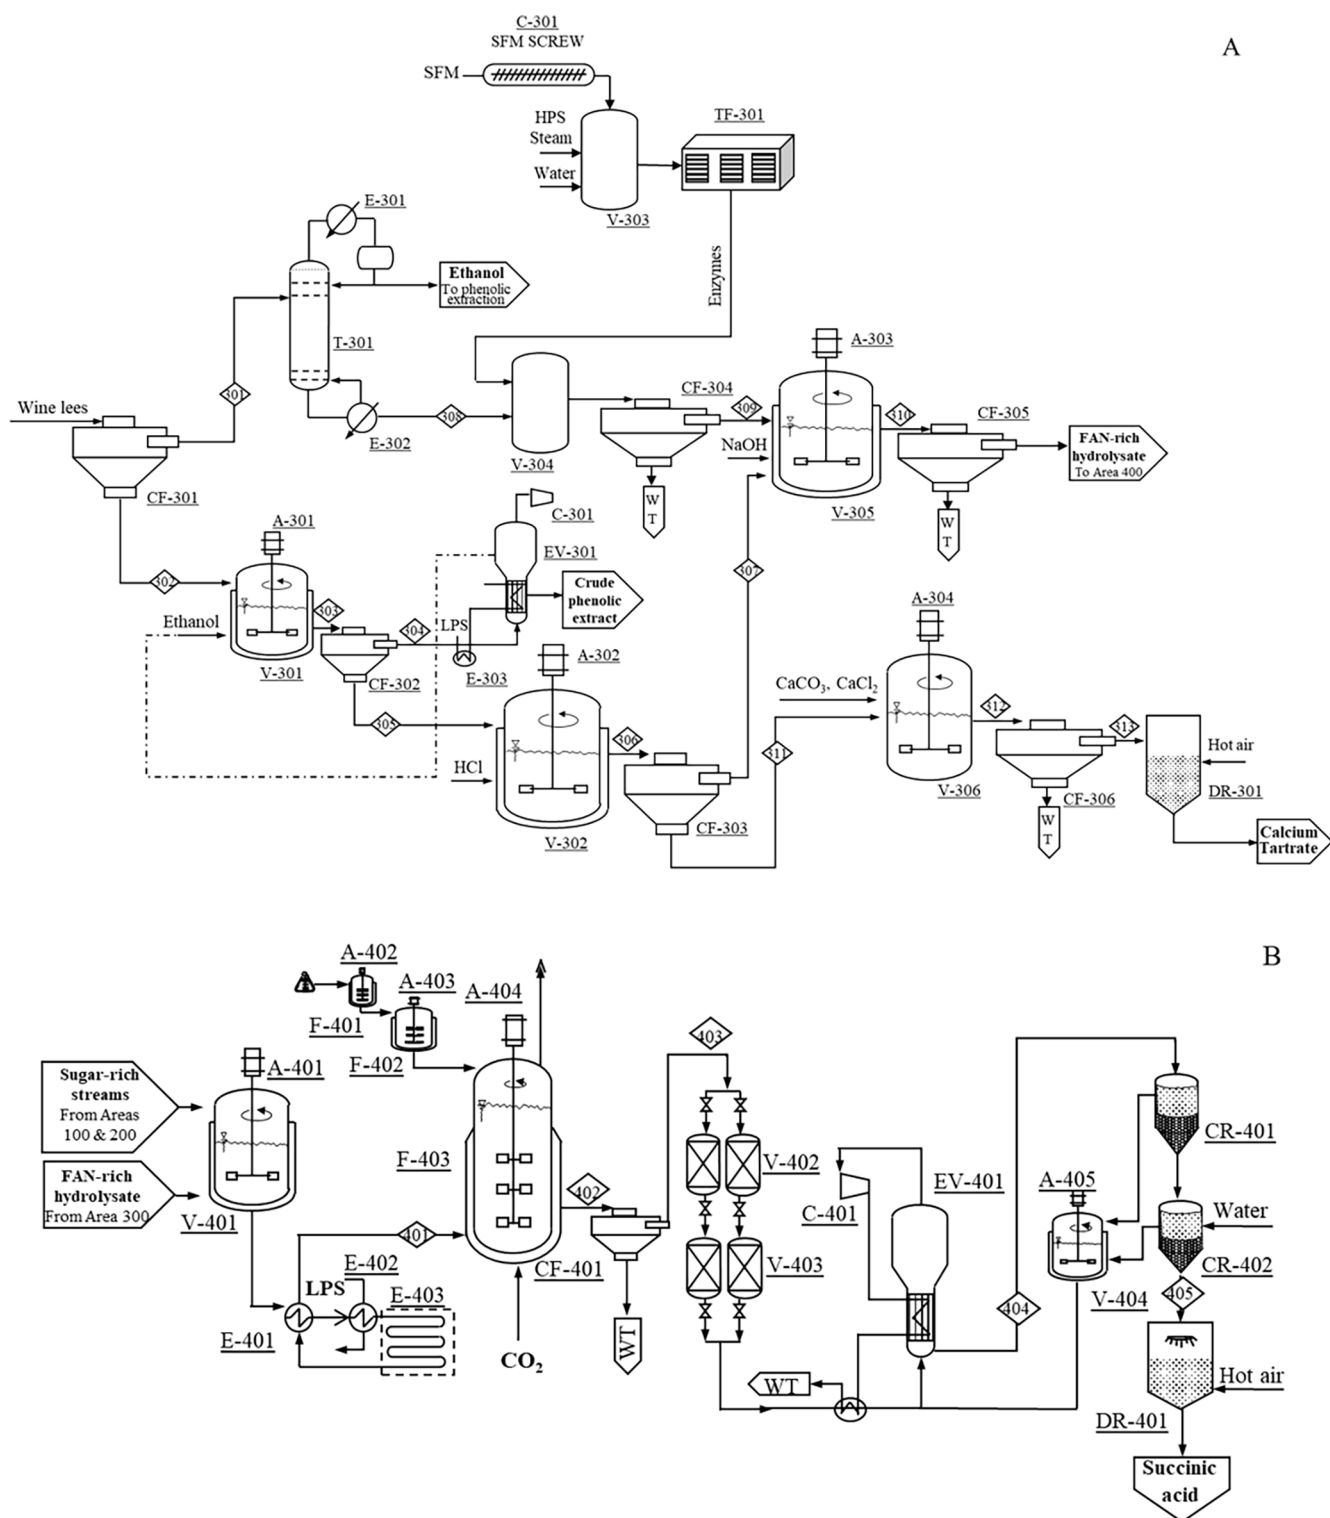 C-301
SFM SCREW
A
SFM
HPS
Steam
Water
TF-301
V-303
E-301
Enzymes
Ethanol
To phenolic
extraction
T-301
301
A-303
Wine lees
CF-304
309
310
CF-305
308
E-302
NaOH
FAN-rich
hydrolysate
To Area 400
V-304
CF-301
W
T
V-305
W
T
C-301
A-301
EV-301
307
302
303
Crude
phenolic
extract
A-304
Ethanol
304
LPS
V-301
CF-302
E-303
A-302
CaCO3, CaCl2
305
306
311
312
313
Hot air
HCl
V-306
CF-306
DR-301
V-302
CF-303
W
T
Calcium
Tartrate
B
A-402
A-403
A-404
F-401
403
F-402
A-401
Sugar-rich
streams
From Areas
100 & 200
CR-401
F-403
V-402
FAN-rich
hydrolysate
From Area 300
402
EV-401
A-405
V-401
C-401
Water
401
CF-401
V-403
CR-402
E-402
LPS
E-403
404
V-404
405
E-401
WT
CO2
WT
Hot air
DR-401
Succinic
acid